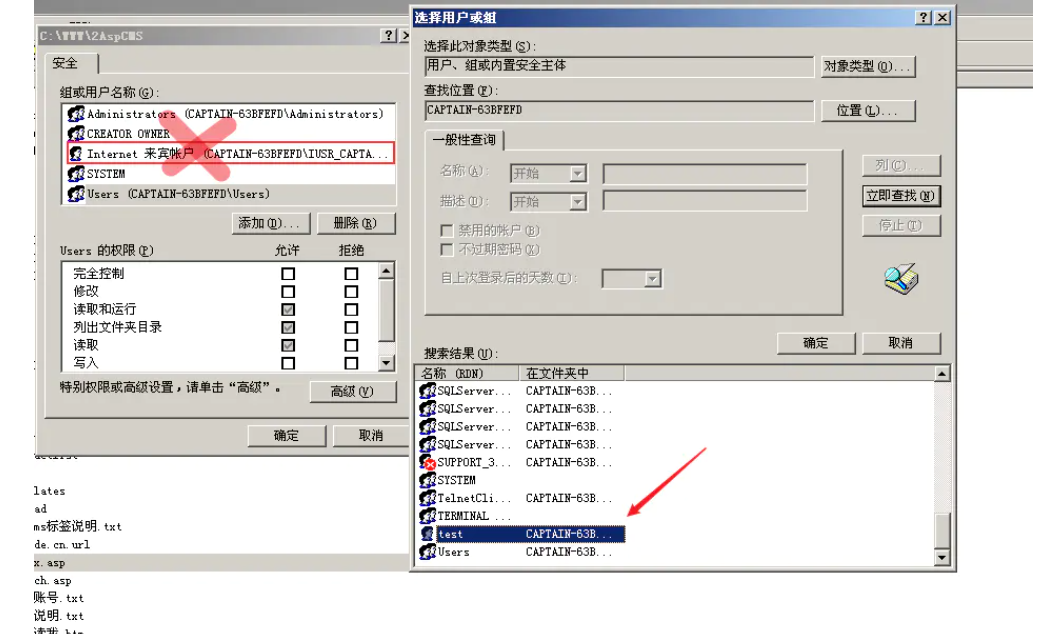 C:\WWW\2AspCMS
安全
组或用户名称(G):
Administrators (CAPTAIN-63BFEFD\Administrators)
CREATOR OWNER
Internet 来宾帐户 (CAPTAIN-63BFEFD\IUSR_CAPTA...
SYSTEM
Users (CAPTAIN-63BFEFD\Users)
添加(D)...
删除(R)
Users 的权限(P)
允许
拒绝
完全控制
修改
读取和运行
列出文件夹目录
读取
写入
特别权限或高级设置，请单击“高级”。
高级(V)
确定
取消
lates
ad
ms标签说明.txt
de.cn.url
x.asp
ch.asp
账号.txt
说明.txt
选择用户或组
选择此对象类型(S):
用户、组或内置安全主体
对象类型(O)...
查找位置(F):
CAPTAIN-63BFEFD
位置(L)...
一般性查询
名称(A):
开始
描述(D):
开始
禁用的帐户(B)
不过期密码(X)
自上次登录后的天数(I):
列(C)...
立即查找(N)
停止(T)
确定
取消
搜索结果(U):
名称 (RDN)
在文件夹中
SQLServer... CAPTAIN-63B...
SQLServer... CAPTAIN-63B...
SQLServer... CAPTAIN-63B...
SQLServer... CAPTAIN-63B...
SUPPORT_3... CAPTAIN-63B...
SYSTEM
TelnetCli... CAPTAIN-63B...
TERMINAL ...
test CAPTAIN-63B...
Users CAPTAIN-63B...